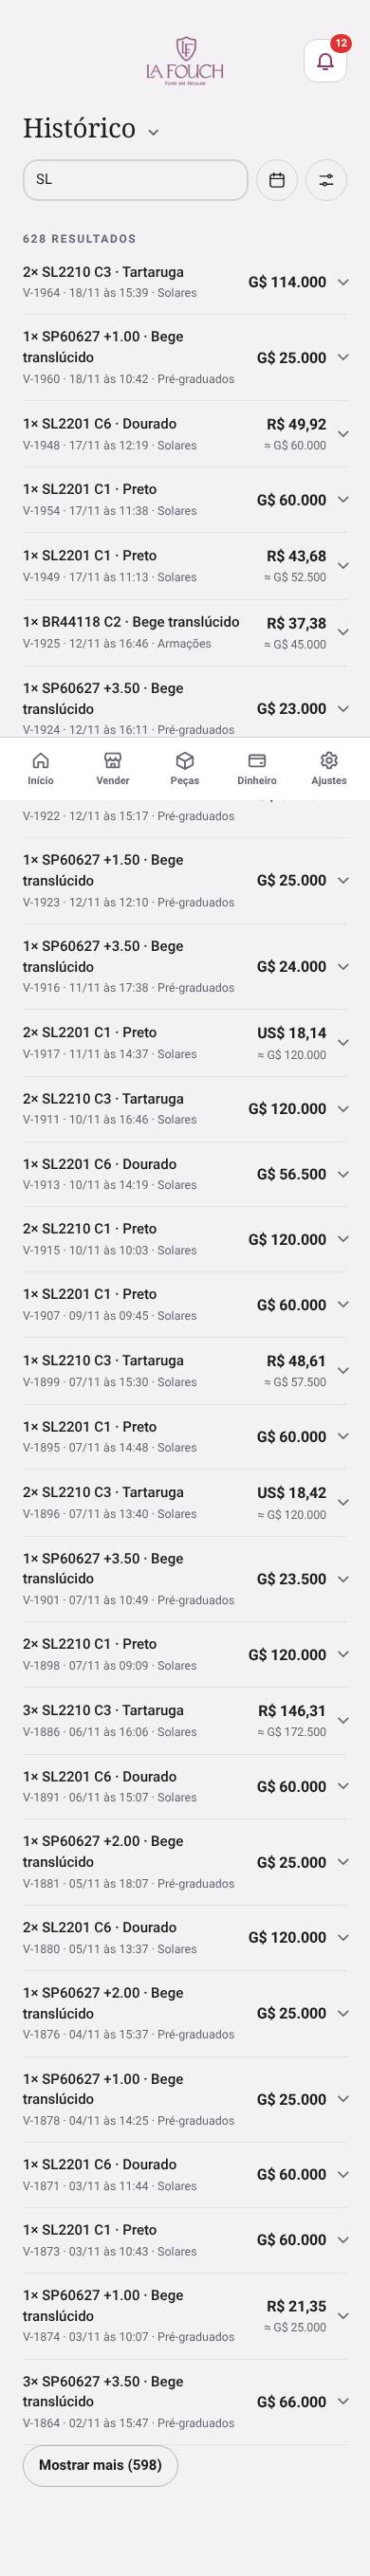 12
LA FOUCH
Histórico
SL
628 RESULTADOS
2× SL2210 C3 · Tartaruga
G$ 114.000
V-1964 · 18/11 às 15:39 · Solares
1× SP60627 +1.00 · Bege
translúcido
G$ 25.000
V-1960 · 18/11 às 10:42 · Pré-graduados
1× SL2201 C6 · Dourado
R$ 49,92
V-1948 · 17/11 às 12:19 · Solares
≈ G$ 60.000
1× SL2201 C1 · Preto
G$ 60.000
V-1954 · 17/11 às 11:38 · Solares
1× SL2201 C1 · Preto
R$ 43,68
V-1949 · 17/11 às 11:13 · Solares
≈ G$ 52.500
1× BR44118 C2 · Bege translúcido
R$ 37,38
V-1925 · 12/11 às 16:46 · Armações
≈ G$ 45.000
1× SP60627 +3.50 · Bege
translúcido
G$ 23.000
V-1924 · 12/11 às 16:11 · Pré-graduados
Início
Vender
Peças
Dinheiro
Ajustes
V-1922 · 12/11 às 15:17 · Pré-graduados
1× SP60627 +1.50 · Bege
translúcido
G$ 25.000
V-1923 · 12/11 às 12:10 · Pré-graduados
1× SP60627 +3.50 · Bege
translúcido
G$ 24.000
V-1916 · 11/11 às 17:38 · Pré-graduados
2× SL2201 C1 · Preto
US$ 18,14
V-1917 · 11/11 às 14:37 · Solares
≈ G$ 120.000
2× SL2210 C3 · Tartaruga
G$ 120.000
V-1911 · 10/11 às 16:46 · Solares
1× SL2201 C6 · Dourado
G$ 56.500
V-1913 · 10/11 às 14:19 · Solares
2× SL2210 C1 · Preto
G$ 120.000
V-1915 · 10/11 às 10:03 · Solares
1× SL2201 C1 · Preto
G$ 60.000
V-1907 · 09/11 às 09:45 · Solares
1× SL2210 C3 · Tartaruga
R$ 48,61
V-1899 · 07/11 às 15:30 · Solares
≈ G$ 57.500
1× SL2201 C1 · Preto
G$ 60.000
V-1895 · 07/11 às 14:48 · Solares
2× SL2210 C3 · Tartaruga
US$ 18,42
V-1896 · 07/11 às 13:40 · Solares
≈ G$ 120.000
1× SP60627 +3.50 · Bege
translúcido
G$ 23.500
V-1901 · 07/11 às 10:49 · Pré-graduados
2× SL2210 C1 · Preto
G$ 120.000
V-1898 · 07/11 às 09:09 · Solares
3× SL2210 C3 · Tartaruga
R$ 146,31
V-1886 · 06/11 às 16:06 · Solares
≈ G$ 172.500
1× SL2201 C6 · Dourado
G$ 60.000
V-1891 · 06/11 às 15:07 · Solares
1× SP60627 +2.00 · Bege
translúcido
G$ 25.000
V-1881 · 05/11 às 18:07 · Pré-graduados
2× SL2201 C6 · Dourado
G$ 120.000
V-1880 · 05/11 às 13:37 · Solares
1× SP60627 +2.00 · Bege
translúcido
G$ 25.000
V-1876 · 04/11 às 15:37 · Pré-graduados
1× SP60627 +1.00 · Bege
translúcido
G$ 25.000
V-1878 · 04/11 às 14:25 · Pré-graduados
1× SL2201 C6 · Dourado
G$ 60.000
V-1871 · 03/11 às 11:44 · Solares
1× SL2201 C1 · Preto
G$ 60.000
V-1873 · 03/11 às 10:43 · Solares
1× SP60627 +1.00 · Bege
translúcido
R$ 21,35
≈ G$ 25.000
V-1874 · 03/11 às 10:07 · Pré-graduados
3× SP60627 +3.50 · Bege
translúcido
G$ 66.000
V-1864 · 02/11 às 15:47 · Pré-graduados
Mostrar mais (598)